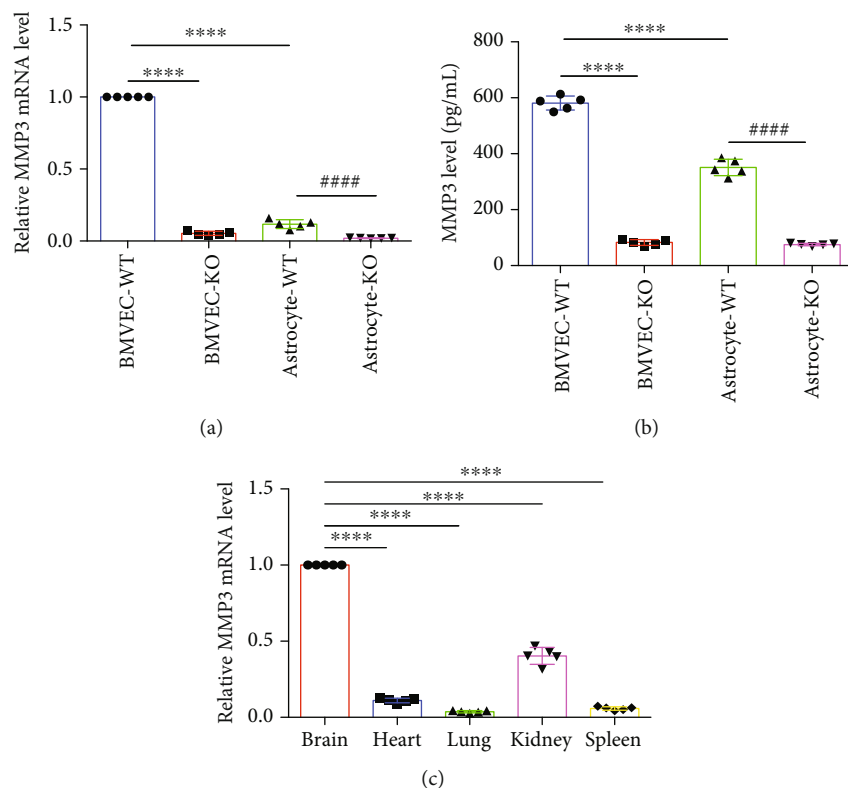 Relative MMP3 mRNA level
1.5
1.0
0.5
0.0
****
****
####
BMVEC-WT
BMVEC-KO
Astrocyte-WT
Astrocyte-KO
(a)
MMP3 level (pg/mL)
800
600
400
200
0
****
****
####
BMVEC-WT
BMVEC-KO
Astrocyte-WT
Astrocyte-KO
(b)
Relative MMP3 mRNA level
1.5
1.0
0.5
0.0
****
****
****
****
Brain Heart Lung Kidney Spleen
(c)